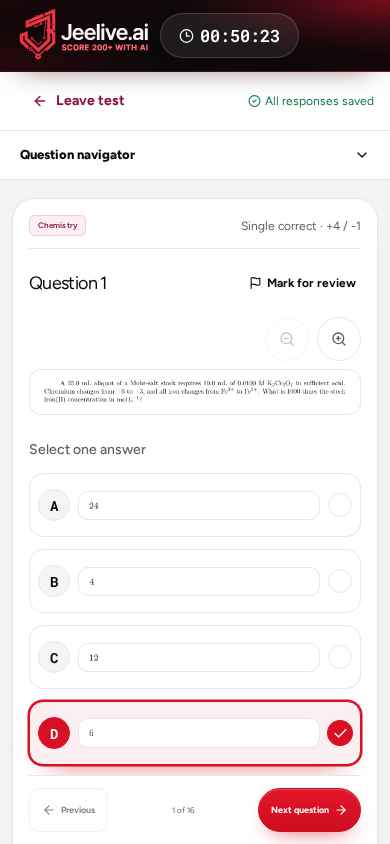 Jeelive.ai
SCORE 200+ WITH AI
00:50:23
Leave test
All responses saved
Question navigator
Chemistry
Single correct · +4 / -1
Question 1
Mark for review
A 25.0 mL aliquot of a Mohr-salt stock requires 10.0 mL of 0.0100 M K₂Cr₂O₇ in sufficient acid.
Chromium changes from +6 to +3, and all iron changes from Fe²⁺ to Fe³⁺. What is 1000 times the stock
iron(II) concentration in mol L⁻¹?
Select one answer
A 24
B 4
C 12
D 6
Previous
1 of 16
Next question